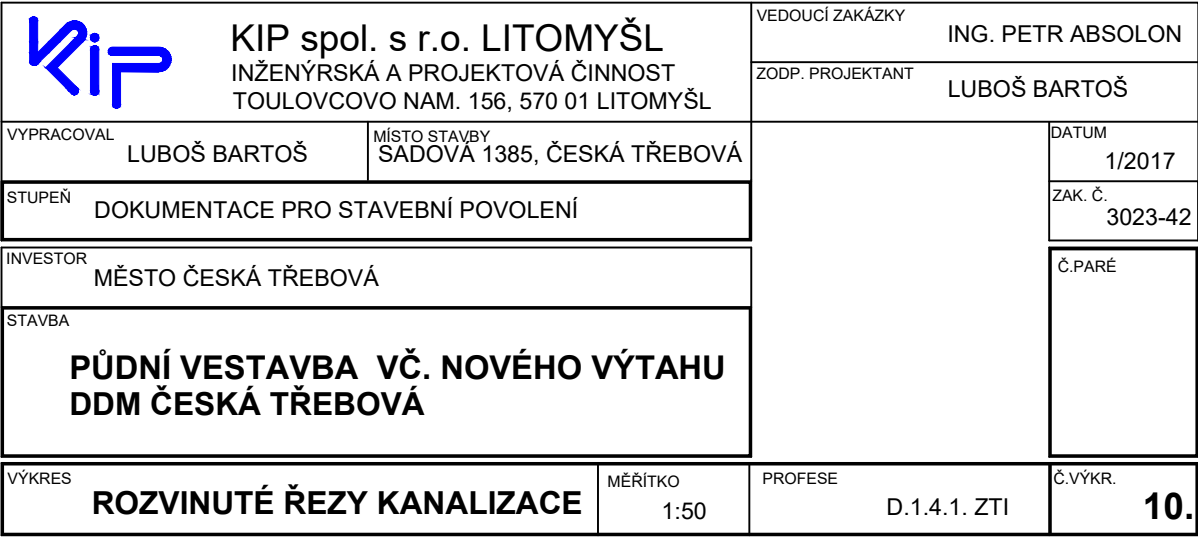 KIP
KIP spol. s r.o. LITOMYŠL
INŽENÝRSKÁ A PROJEKTOVÁ ČINNOST
TOULOVCOVO NAM. 156, 570 01 LITOMYŠL
VEDOUCÍ ZAKÁZKY
ING. PETR ABSOLON
ZODP. PROJEKTANT
LUBOŠ BARTOŠ
VYPRACOVAL
LUBOŠ BARTOŠ
MÍSTO STAVBY
SADOVÁ 1385, ČESKÁ TŘEBOVÁ
DATUM
1/2017
STUPEŇ
DOKUMENTACE PRO STAVEBNÍ POVOLENÍ
ZAK. Č.
3023-42
INVESTOR
MĚSTO ČESKÁ TŘEBOVÁ
Č.PARÉ
STAVBA
PŮDNÍ VESTAVBA VČ. NOVÉHO VÝTAHU
DDM ČESKÁ TŘEBOVÁ
VÝKRES
ROZVINUTÉ ŘEZY KANALIZACE
MĚŘÍTKO
1:50
PROFESE
D.1.4.1. ZTI
Č.VÝKR.
10.